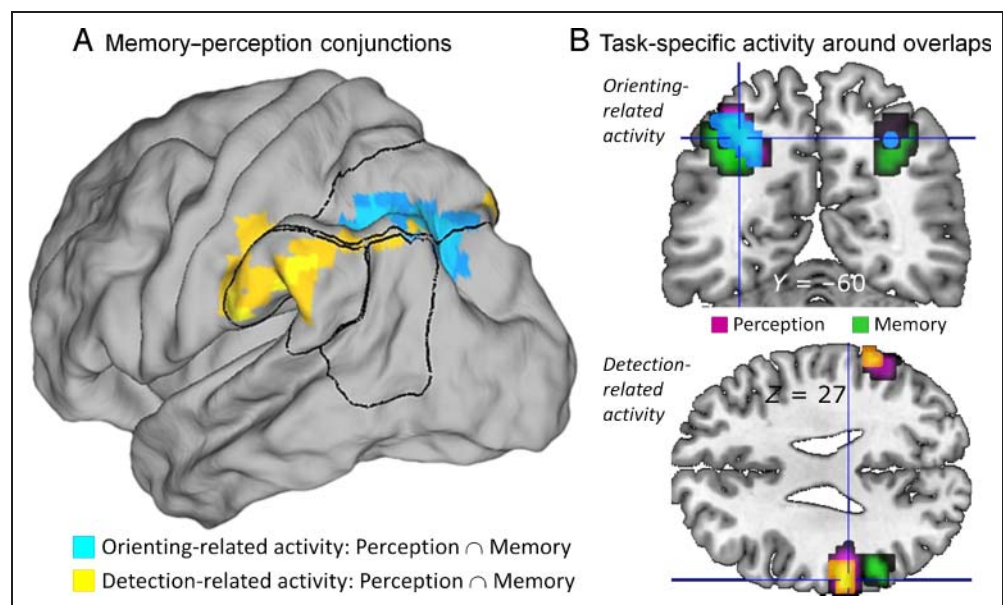 A Memory–perception conjunctions
Orienting-related activity: Perception ∩ Memory
Detection-related activity: Perception ∩ Memory
B Task-specific activity around overlaps
Orienting-
related
activity
Y = −60
Perception Memory
Detection-
related
activity
Z = 27